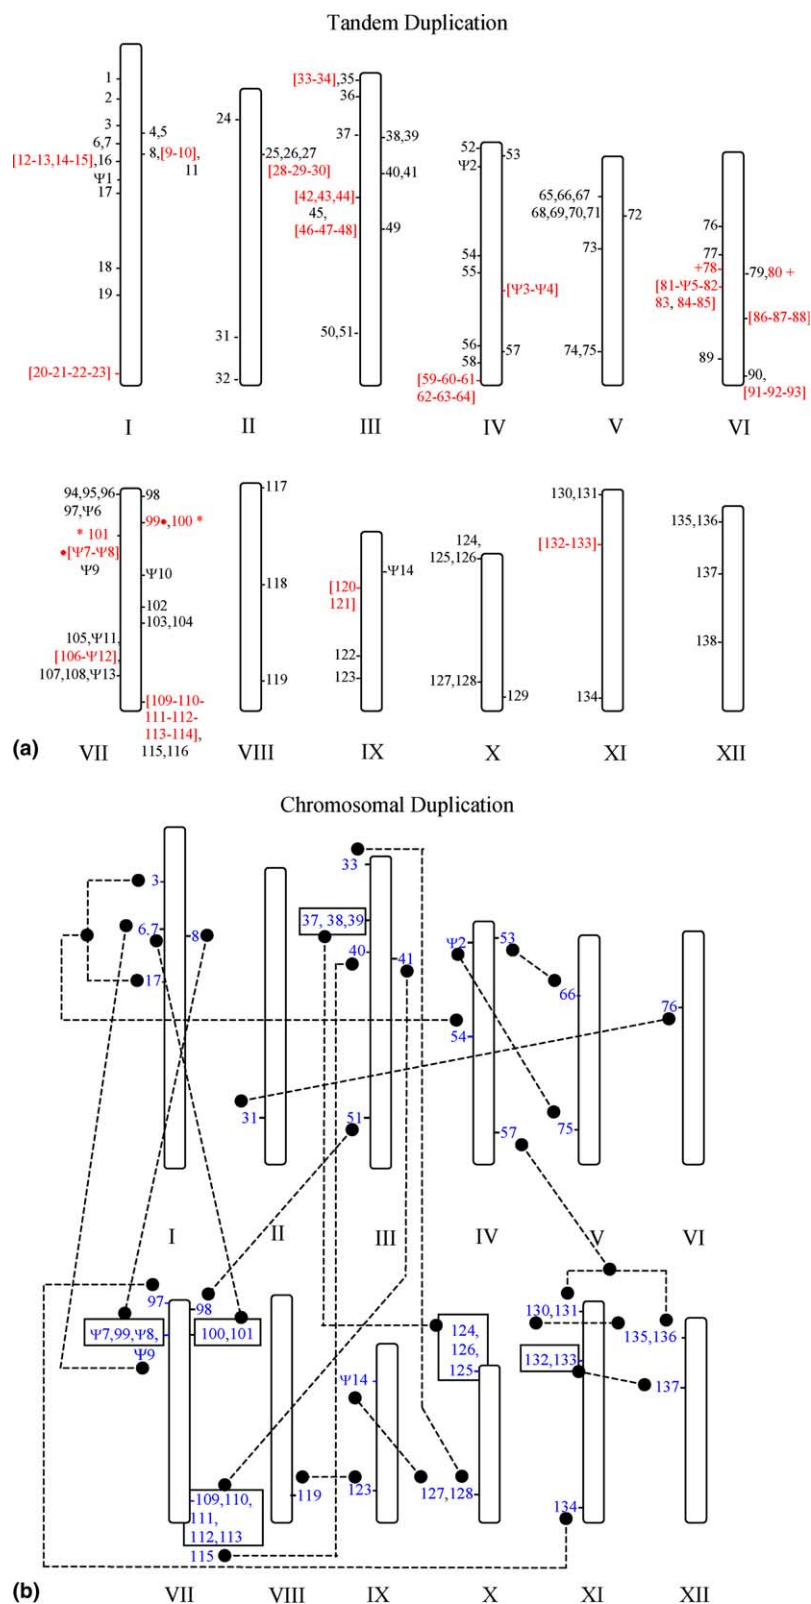 Tandem Duplication
1
2
3
6,7
[12-13,14-15],16
Ψ1
17
18
19
[20-21-22-23]
4,5
8,[9-10],
11
I
24
25,26,27
[28-29-30]
31
32
II
[33-34],35
36
37
38,39
40,41
[42,43,44]
45,
[46-47-48]
49
50,51
III
52
Ψ2
53
54
55
[Ψ3-Ψ4]
56
58
57
[59-60-61
62-63-64]
IV
65,66,67
68,69,70,71
72
73
74,75
V
76
77
+78
79,80 +
[81-Ψ5-82
83, 84-85]
[86-87-88]
89
90,
[91-92-93]
VI
94,95,96
97,Ψ6
98
99•,100 *
* 101
•[Ψ7-Ψ8]
Ψ9
Ψ10
102
103,104
105,Ψ11
[106-Ψ12]
107,108,Ψ13
[109-110-
111-112-
113-114],
115,116
VII
117
118
119
VIII
Ψ14
[120
121]
122
123
IX
124,
125,126
127,128
129
X
130,131
[132-133]
134
XI
135,136
137
138
XII
(a)
Chromosomal Duplication
3
6,7
8
17
I
31
II
33
37, 38,39
40
41
51
III
Ψ2
53
54
57
IV
66
75
V
76
VI
97
98
Ψ7,99,Ψ8,
Ψ9
100,101
109,110,
111,
112,113
115
VII
119
VIII
Ψ14
123
IX
124,
126,
125
127,128
X
130,131
132,133
134
XI
135,136
137
XII
(b)